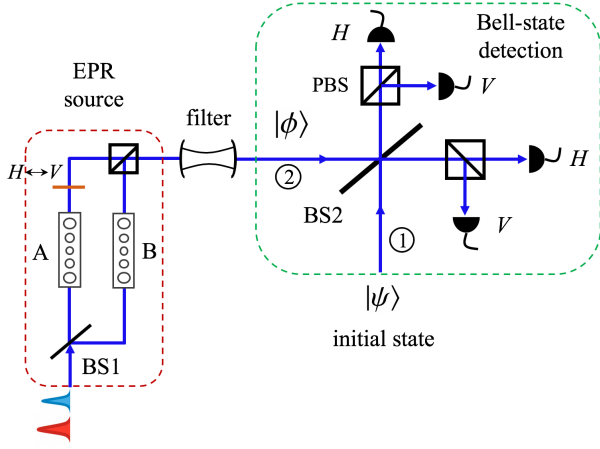 EPR
source
H↔V
A
B
BS1
filter
|ϕ⟩
②
Bell-state
detection
H
PBS
V
BS2
H
V
①
|ψ⟩
initial state